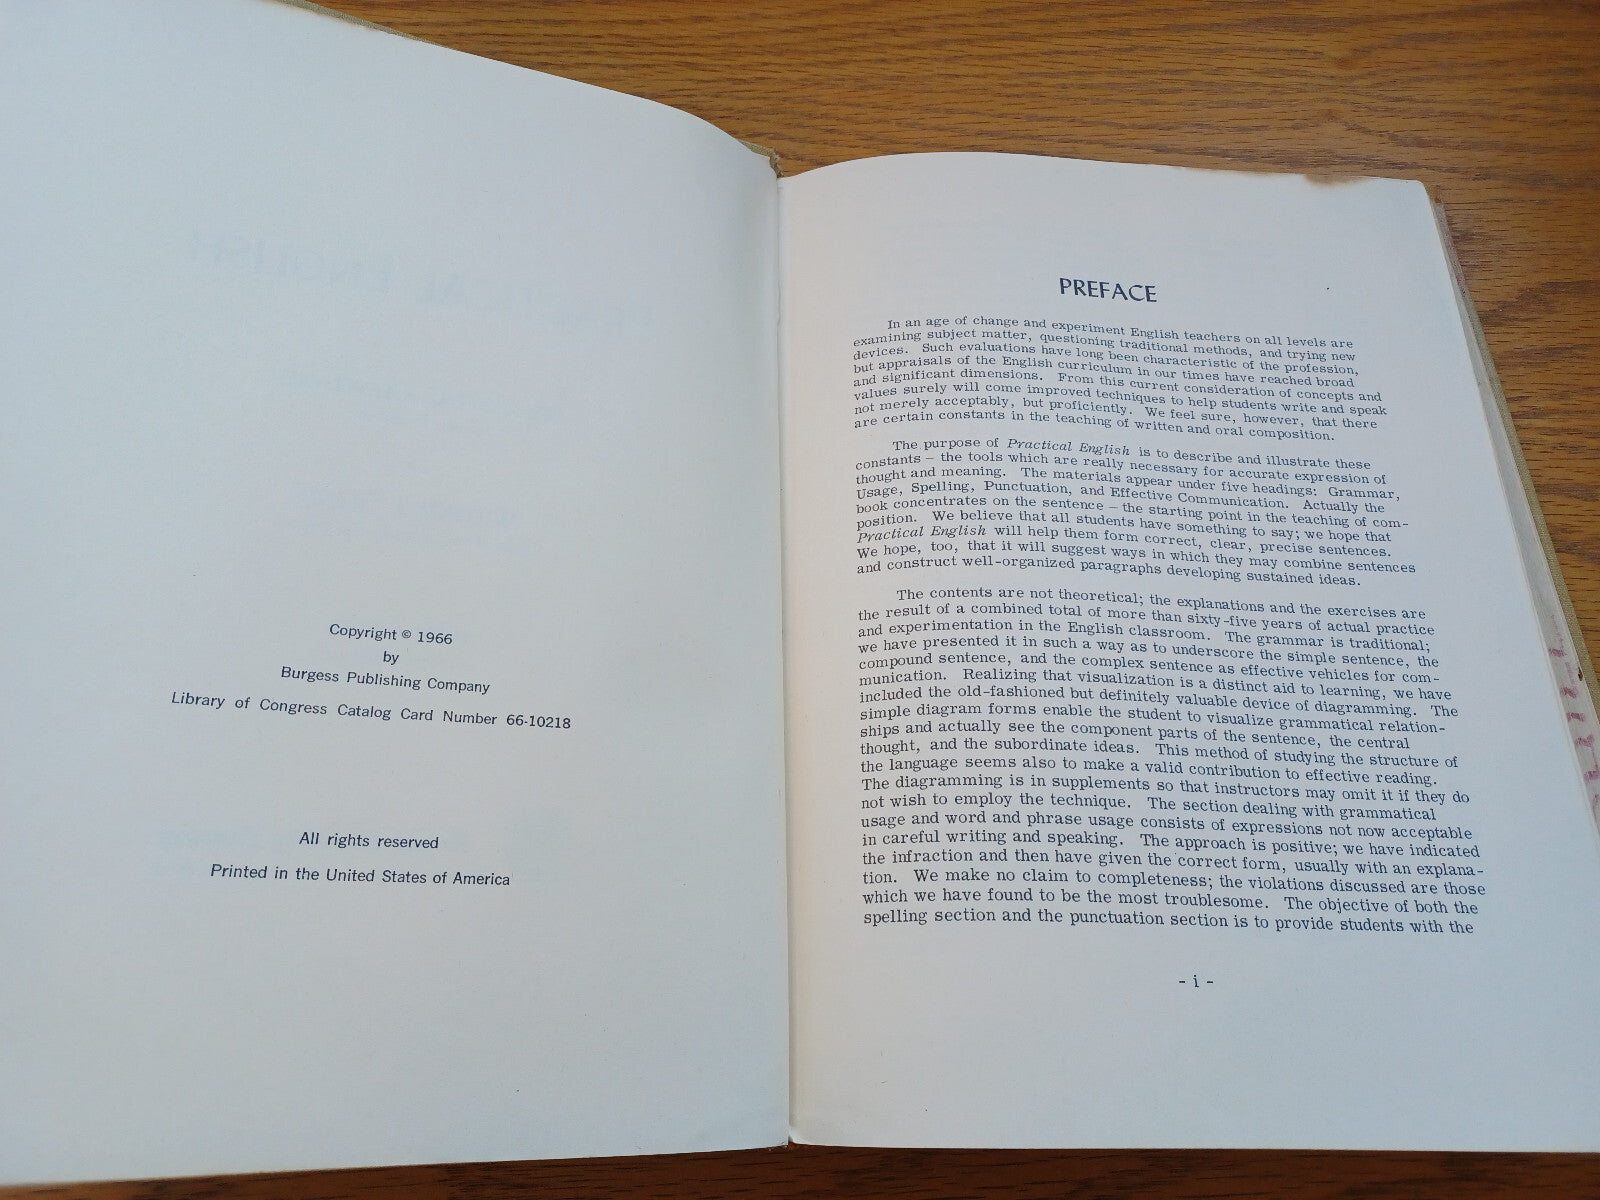 Copyright © 1966
by
Burgess Publishing Company
Library of Congress Catalog Card Number 66-10218
All rights reserved
Printed in the United States of America
PREFACE
In an age of change and experiment English teachers on all levels are
examining subject matter, questioning traditional methods, and trying new
devices. Such evaluations have long been characteristic of the profession,
but appraisals of the English curriculum in our times have reached broad
and significant dimensions. From this current consideration of concepts and
values surely will come improved techniques to help students write and speak
not merely acceptably, but proficiently. We feel sure, however, that there
are certain constants in the teaching of written and oral composition.
The purpose of Practical English is to describe and illustrate these
constants – the tools which are really necessary for accurate expression of
thought and meaning. The materials appear under five headings: Grammar,
Usage, Spelling, Punctuation, and Effective Communication. Actually the
book concentrates on the sentence – the starting point in the teaching of com-
position. We believe that all students have something to say; we hope that
Practical English will help them form correct, clear, precise sentences.
We hope, too, that it will suggest ways in which they may combine sentences
and construct well-organized paragraphs developing sustained ideas.
The contents are not theoretical; the explanations and the exercises are
the result of a combined total of more than sixty-five years of actual practice
and experimentation in the English classroom. The grammar is traditional;
we have presented it in such a way as to underscore the simple sentence, the
compound sentence, and the complex sentence as effective vehicles for com-
munication. Realizing that visualization is a distinct aid to learning, we have
included the old-fashioned but definitely valuable device of diagramming. The
simple diagram forms enable the student to visualize grammatical relation-
ships and actually see the component parts of the sentence, the central
thought, and the subordinate ideas. This method of studying the structure of
the language seems also to make a valid contribution to effective reading.
The diagramming is in supplements so that instructors may omit it if they do
not wish to employ the technique. The section dealing with grammatical
usage and word and phrase usage consists of expressions not now acceptable
in careful writing and speaking. The approach is positive; we have indicated
the infraction and then have given the correct form, usually with an explana-
tion. We make no claim to completeness; the violations discussed are those
which we have found to be the most troublesome. The objective of both the
spelling section and the punctuation section is to provide students with the
- i -